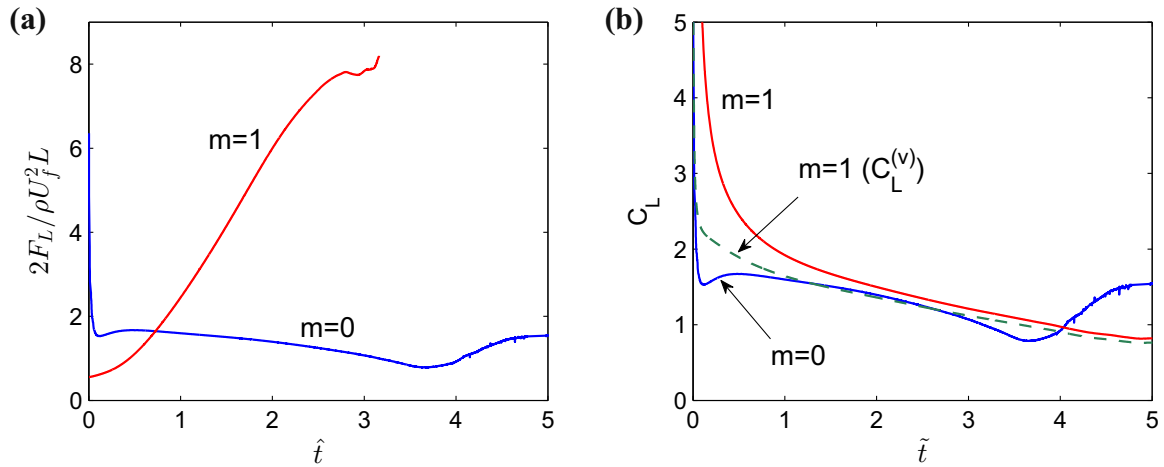 (a)
8
6
4
2
0
2F_L/ρU_f^2L
m=1
m=0
0 1 2 3 4 5
t̂
(b)
5
4
3
2
1
0
C_L
m=1
m=1 (C_L^(v))
m=0
0 1 2 3 4 5
t̃